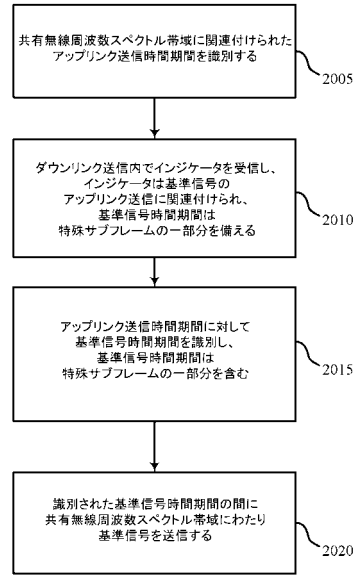 共有無線周波数スペクトル帯域に関連付けられた
アップリンク送信時間期間を識別する
2005
ダウンリンク送信内でインジケータを受信し、
インジケータは基準信号の
アップリンク送信に関連付けられ、
基準信号時間期間は
特殊サブフレームの一部分を備える
2010
アップリンク送信時間期間に対して
基準信号時間期間を識別し、
基準信号時間期間は
特殊サブフレームの一部分を含む
2015
識別された基準信号時間期間の間に
共有無線周波数スペクトル帯域にわたり
基準信号を送信する
2020